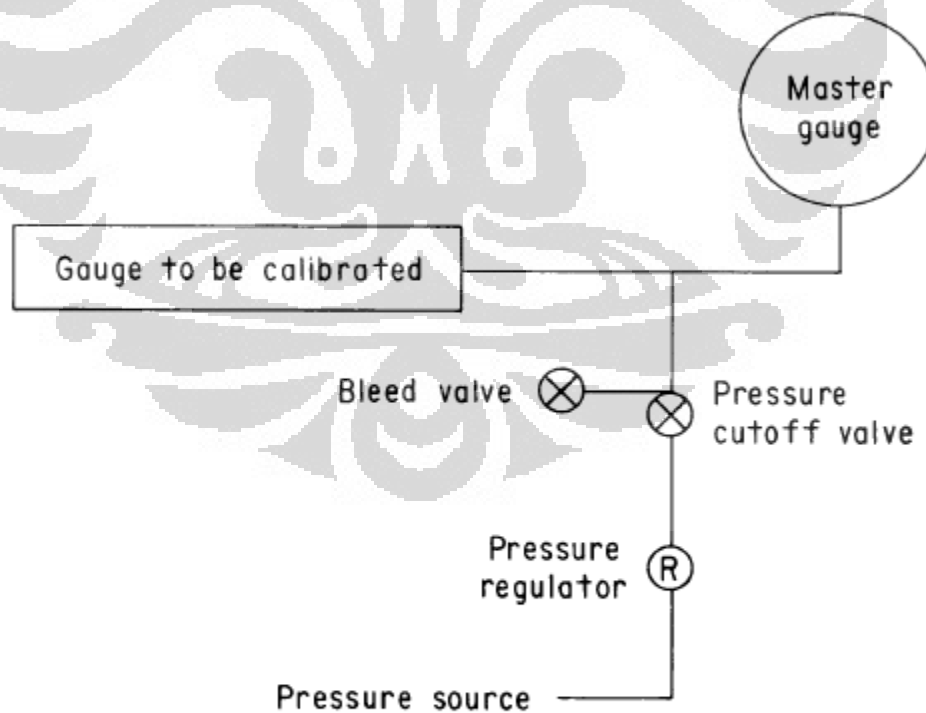 Master
gauge
Gauge to be calibrated
Bleed valve
Pressure
cutoff valve
Pressure
regulator
R
Pressure source